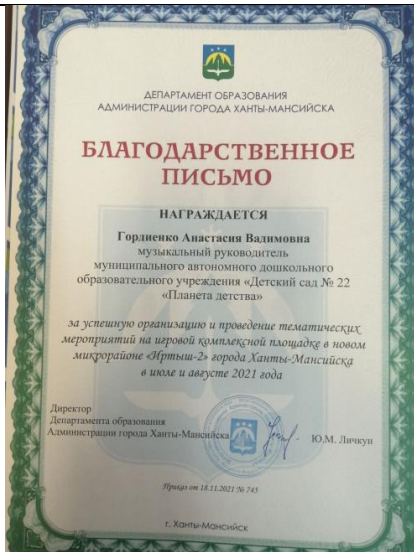 ДЕПАРТАМЕНТ ОБРАЗОВАНИЯ
АДМИНИСТРАЦИИ ГОРОДА ХАНТЫ-МАНСИЙСКА
БЛАГОДАРСТВЕННОЕ
ПИСЬМО
НАГРАЖДАЕТСЯ
Гордиенко Анастасия Вадимовна
музыкальный руководитель
муниципального автономного дошкольного
образовательного учреждения «Детский сад № 22
«Планета детства»
за успешную организацию и проведение тематических
мероприятий на игровой комплексной площадке в новом
микрорайоне «Иртыш-2» города Ханты-Мансийска
в июле и августе 2021 года
Директор
Департамента образования
Администрации города Ханты-Мансийска
Ю.М. Личкун
Приказ от 18.11.2021 № 745
г. Ханты-Мансийск